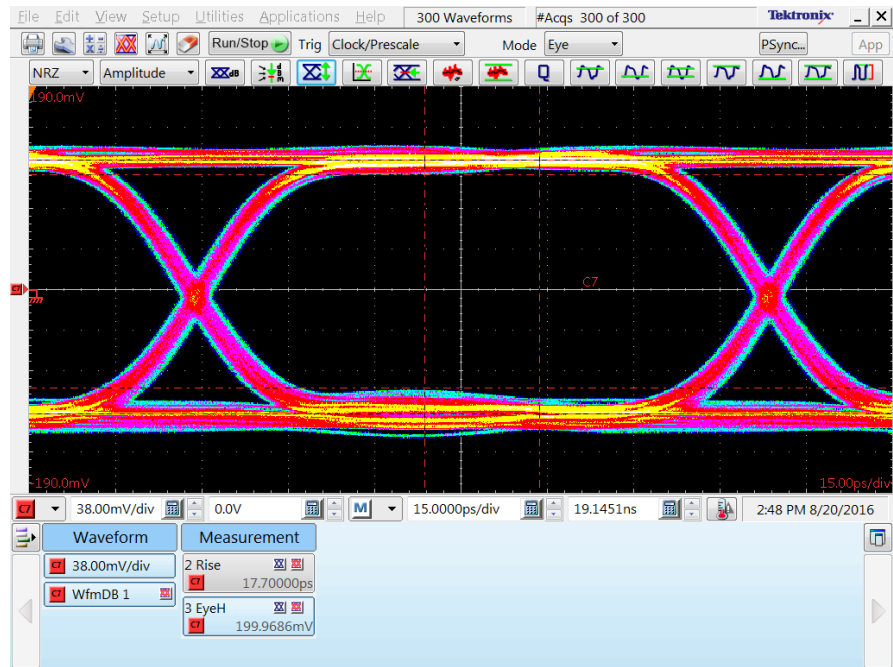 File Edit View Setup Utilities Applications Help 300 Waveforms #Acqs 300 of 300 Tektronix
Run/Stop Trig Clock/Prescale Mode Eye PSync... App
NRZ Amplitude dB Q
190.0mV
C7
C7
-190.0mV 15.00ps/div
C7 38.00mV/div 0.0V M 15.0000ps/div 19.1451ns 2:48 PM 8/20/2016
Waveform Measurement
C7 38.00mV/div 2 Rise
C7 17.70000ps
C7 WfmDB 1
3 EyeH
C7 199.9686mV